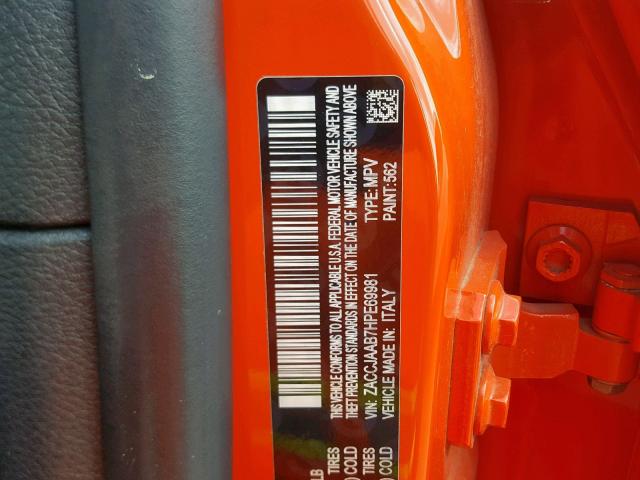 THIS VEHICLE CONFORMS TO ALL APPLICABLE U.S.A. FEDERAL MOTOR VEHICLE SAFETY AND
THEFT PREVENTION STANDARDS IN EFFECT ON THE DATE OF MANUFACTURE SHOWN ABOVE
VIN: ZACCJAAB7HPE69981 TYPE: MPV
VEHICLE MADE IN: ITALY PAINT: 562
LB
TIRES
COLD
TIRES
) COLD